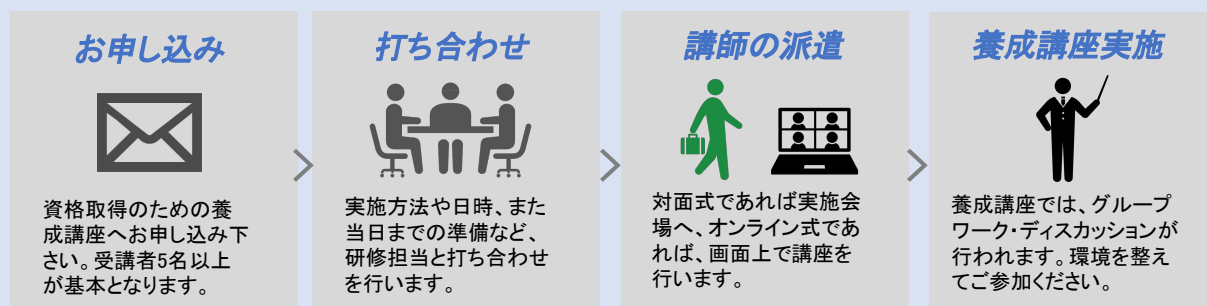 お申し込み
資格取得のための養
成講座へお申し込み下
さい。受講者5名以上
が基本となります。
打ち合わせ
実施方法や日時、また
当日までの準備など、
研修担当と打ち合わせ
を行います。
講師の派遣
対面式であれば実施会
場へ、オンライン式であ
れば、画面上で講座を
行います。
養成講座実施
養成講座では、グループ
ワーク・ディスカッションが
行われます。環境を整え
てご参加ください。